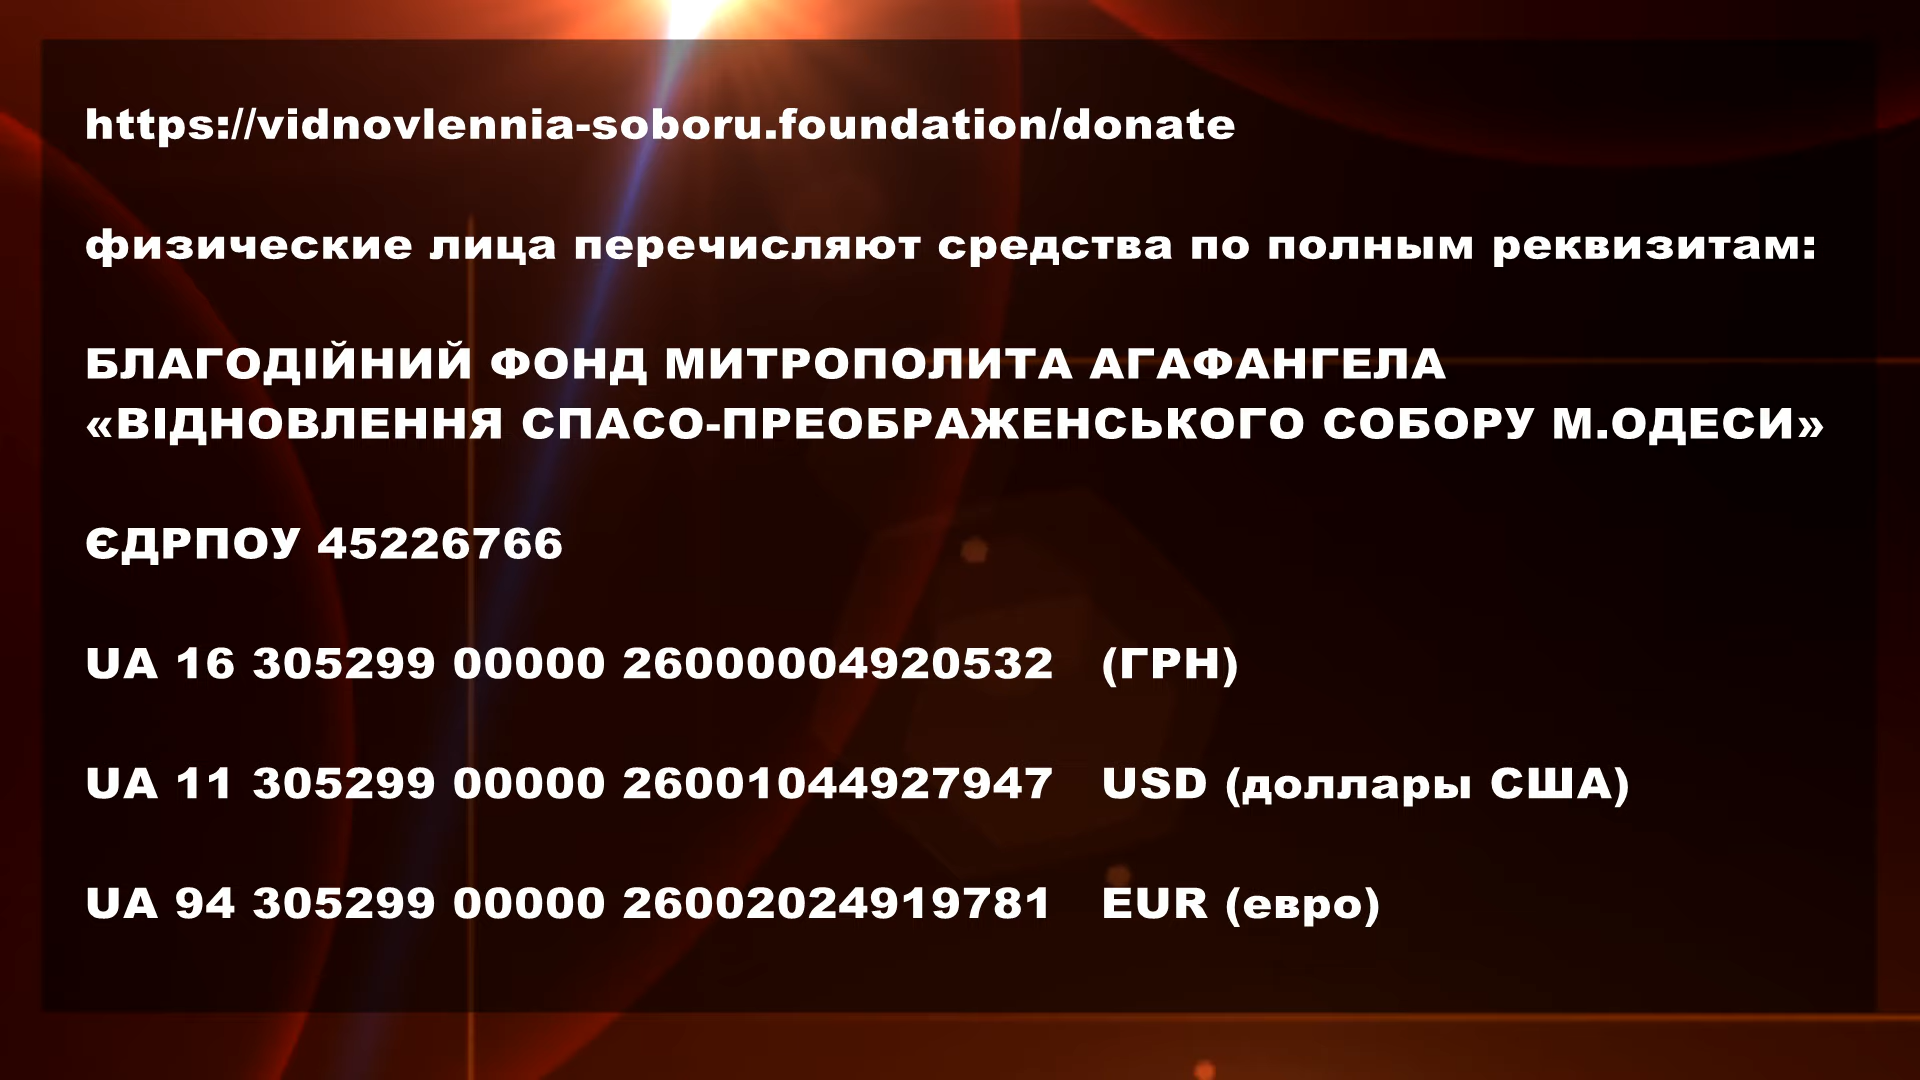 https://vidnovlennia-soboru.foundation/donate
физические лица перечисляют средства по полным реквизитам:
БЛАГОДІЙНИЙ ФОНД МИТРОПОЛИТА АГАФАНГЕЛА
«ВІДНОВЛЕННЯ СПАСО-ПРЕОБРАЖЕНСЬКОГО СОБОРУ М.ОДЕСИ»
ЄДРПОУ 45226766
UA 16 305299 00000 26000004920532 (ГРН)
UA 11 305299 00000 26001044927947 USD (доллары США)
UA 94 305299 00000 26002024919781 EUR (евро)